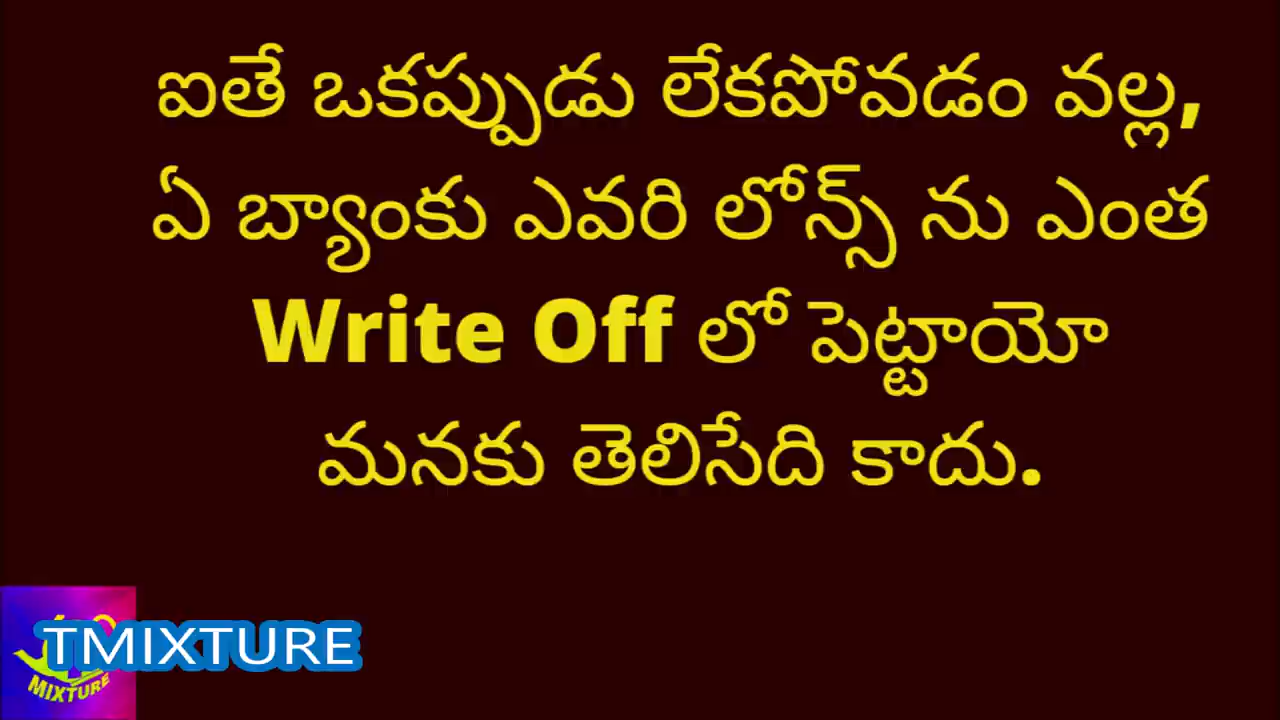 ఐతే ఒకప్పుడు లేకపోవడం వల్ల,
ఏ బ్యాంకు ఎవరి లోన్స్ ను ఎంత
Write Off లో పెట్టాయో
మనకు తెలిసేది కాదు.
TMIXTURE
MIXTURE